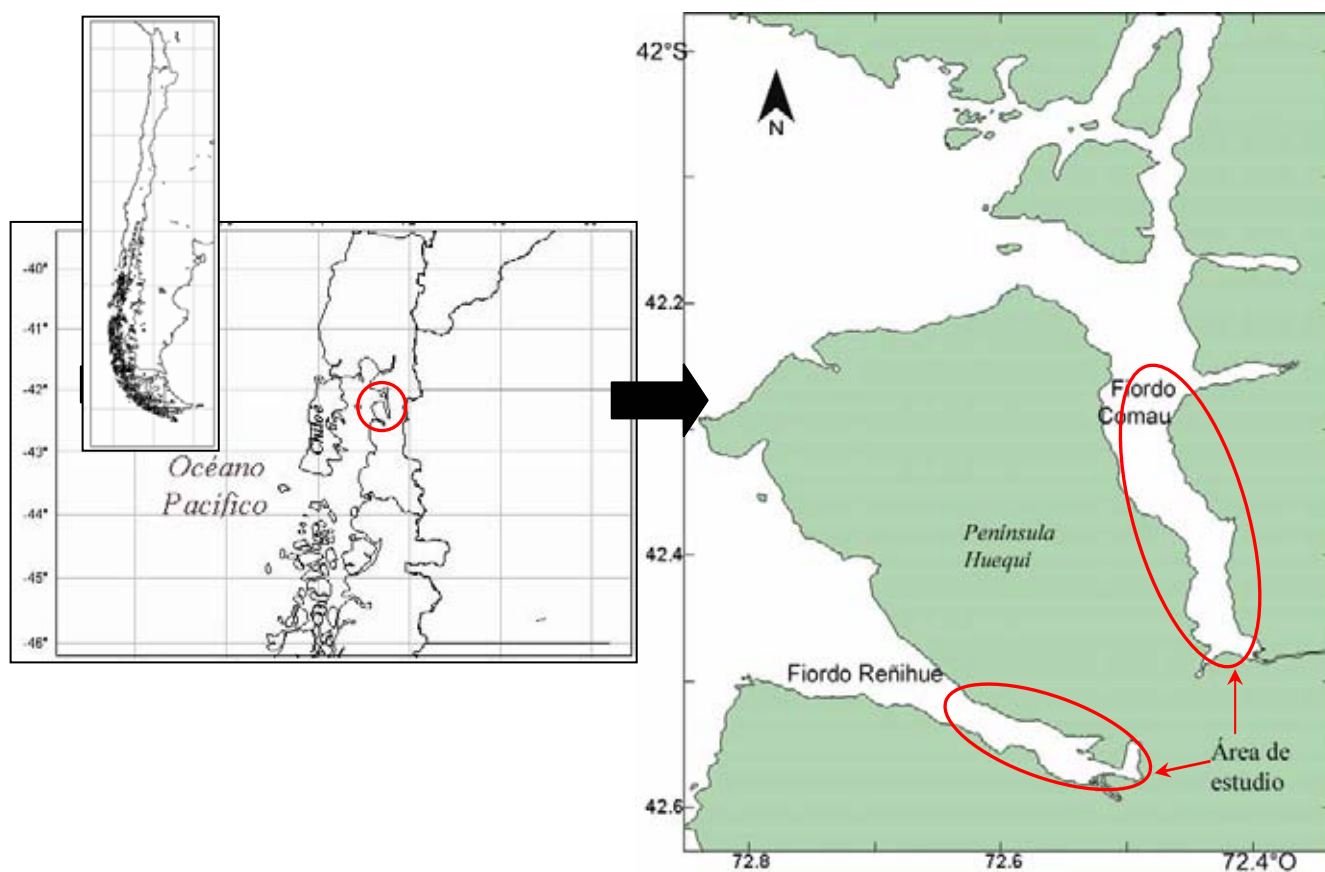 -40°
-41°
-42°
-43°
-44°
-45°
-46°
Chiloé
Océano
Pacífico
42°S
N
42.2
Fiordo
Comau
42.4
Península
Huequi
Fiordo Reñihue
Área de
estudio
42.6
72.8
72.6
72.4°O